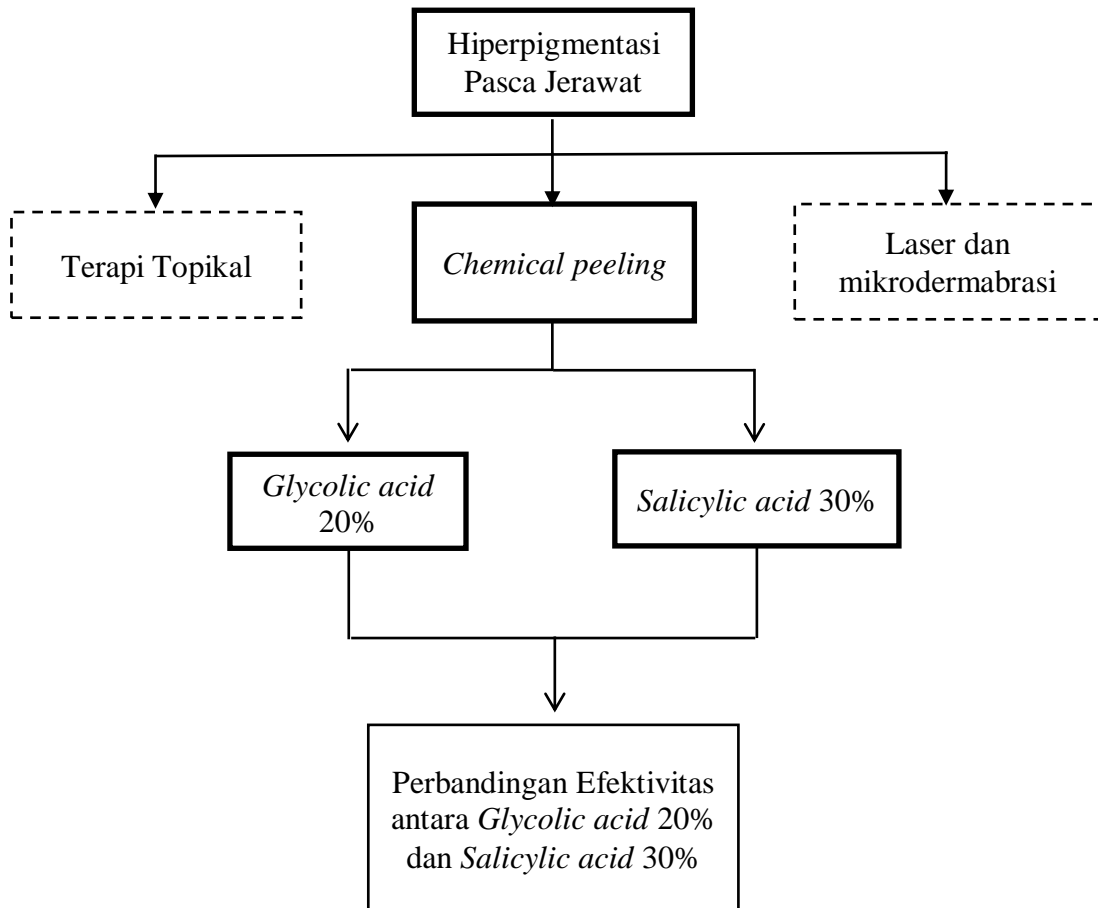 Hiperpigmentasi
Pasca Jerawat
Terapi Topikal
Chemical peeling
Laser dan
mikrodermabrasi
Glycolic acid
20%
Salicylic acid 30%
Perbandingan Efektivitas
antara Glycolic acid 20%
dan Salicylic acid 30%